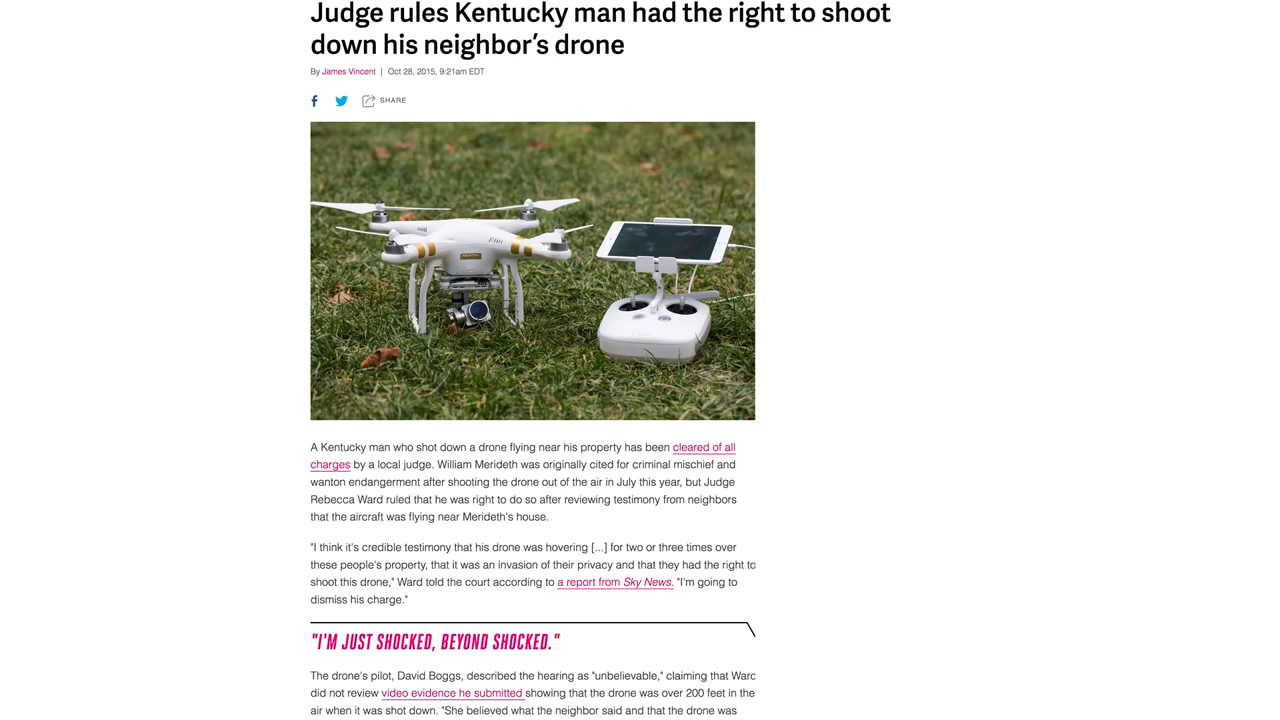 Judge rules Kentucky man had the right to shoot
down his neighbor's drone
By James Vincent | Oct 28, 2015, 9:21am EDT
SHARE
A Kentucky man who shot down a drone flying near his property has been cleared of all
charges by a local judge. William Merideth was originally cited for criminal mischief and
wanton endangerment after shooting the drone out of the air in July this year, but Judge
Rebecca Ward ruled that he was right to do so after reviewing testimony from neighbors
that the aircraft was flying near Merideth's house.
"I think it's credible testimony that his drone was hovering [...] for two or three times over
these people's property, that it was an invasion of their privacy and that they had the right to
shoot this drone," Ward told the court according to a report from Sky News. "I'm going to
dismiss his charge."
"I'M JUST SHOCKED, BEYOND SHOCKED."
The drone's pilot, David Boggs, described the hearing as "unbelievable," claiming that Ward
did not review video evidence he submitted showing that the drone was over 200 feet in the
air when it was shot down. "She believed what the neighbor said and that the drone was